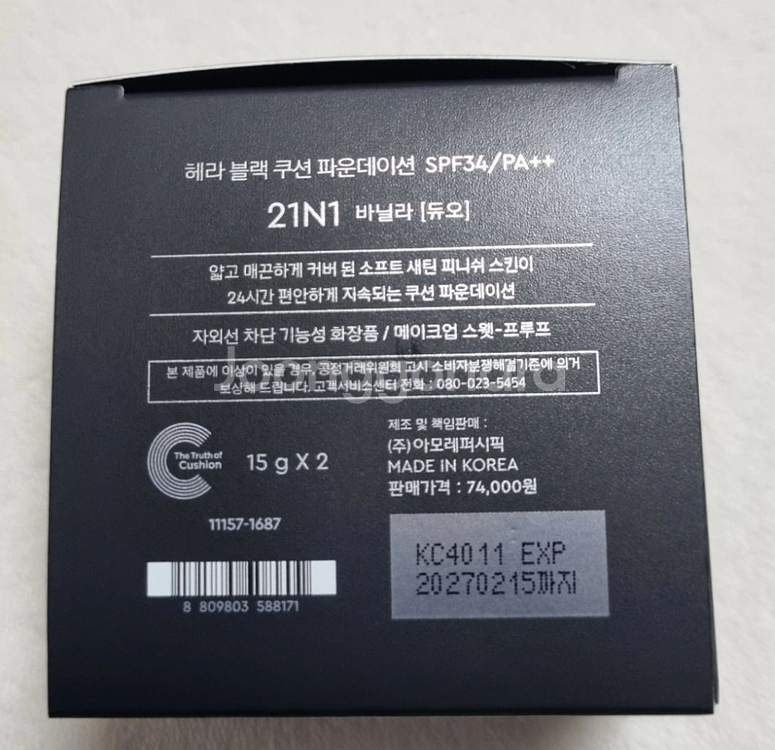 헤라 블랙 쿠션 파운데이션 SPF34/PA++
21N1 바닐라 [듀오]
얇고 매끈하게 커버 된 소프트 새틴 피니쉬 스킨이
24시간 편안하게 지속되는 쿠션 파운데이션
자외선 차단 기능성 화장품 / 메이크업 스웻-프루프
본 제품에 이상이 있을 경우, 공정거래위원회 고시 소비자분쟁해결기준에 의거
보상해 드립니다. 고객서비스센터 전화 : 080-023-5454
The Truth of
Cushion
15 g X 2
11157-1687
8 809803 588171
제조 및 책임판매 :
(주)아모레퍼시픽
MADE IN KOREA
판매가격 : 74,000원
KC4011 EXP
20270215까지